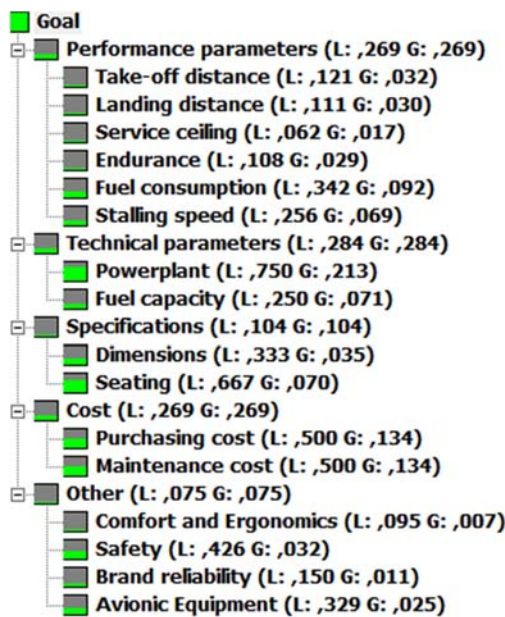 Goal
Performance parameters (L: ,269 G: ,269)
Take-off distance (L: ,121 G: ,032)
Landing distance (L: ,111 G: ,030)
Service ceiling (L: ,062 G: ,017)
Endurance (L: ,108 G: ,029)
Fuel consumption (L: ,342 G: ,092)
Stalling speed (L: ,256 G: ,069)
Technical parameters (L: ,284 G: ,284)
Powerplant (L: ,750 G: ,213)
Fuel capacity (L: ,250 G: ,071)
Specifications (L: ,104 G: ,104)
Dimensions (L: ,333 G: ,035)
Seating (L: ,667 G: ,070)
Cost (L: ,269 G: ,269)
Purchasing cost (L: ,500 G: ,134)
Maintenance cost (L: ,500 G: ,134)
Other (L: ,075 G: ,075)
Comfort and Ergonomics (L: ,095 G: ,007)
Safety (L: ,426 G: ,032)
Brand reliability (L: ,150 G: ,011)
Avionic Equipment (L: ,329 G: ,025)